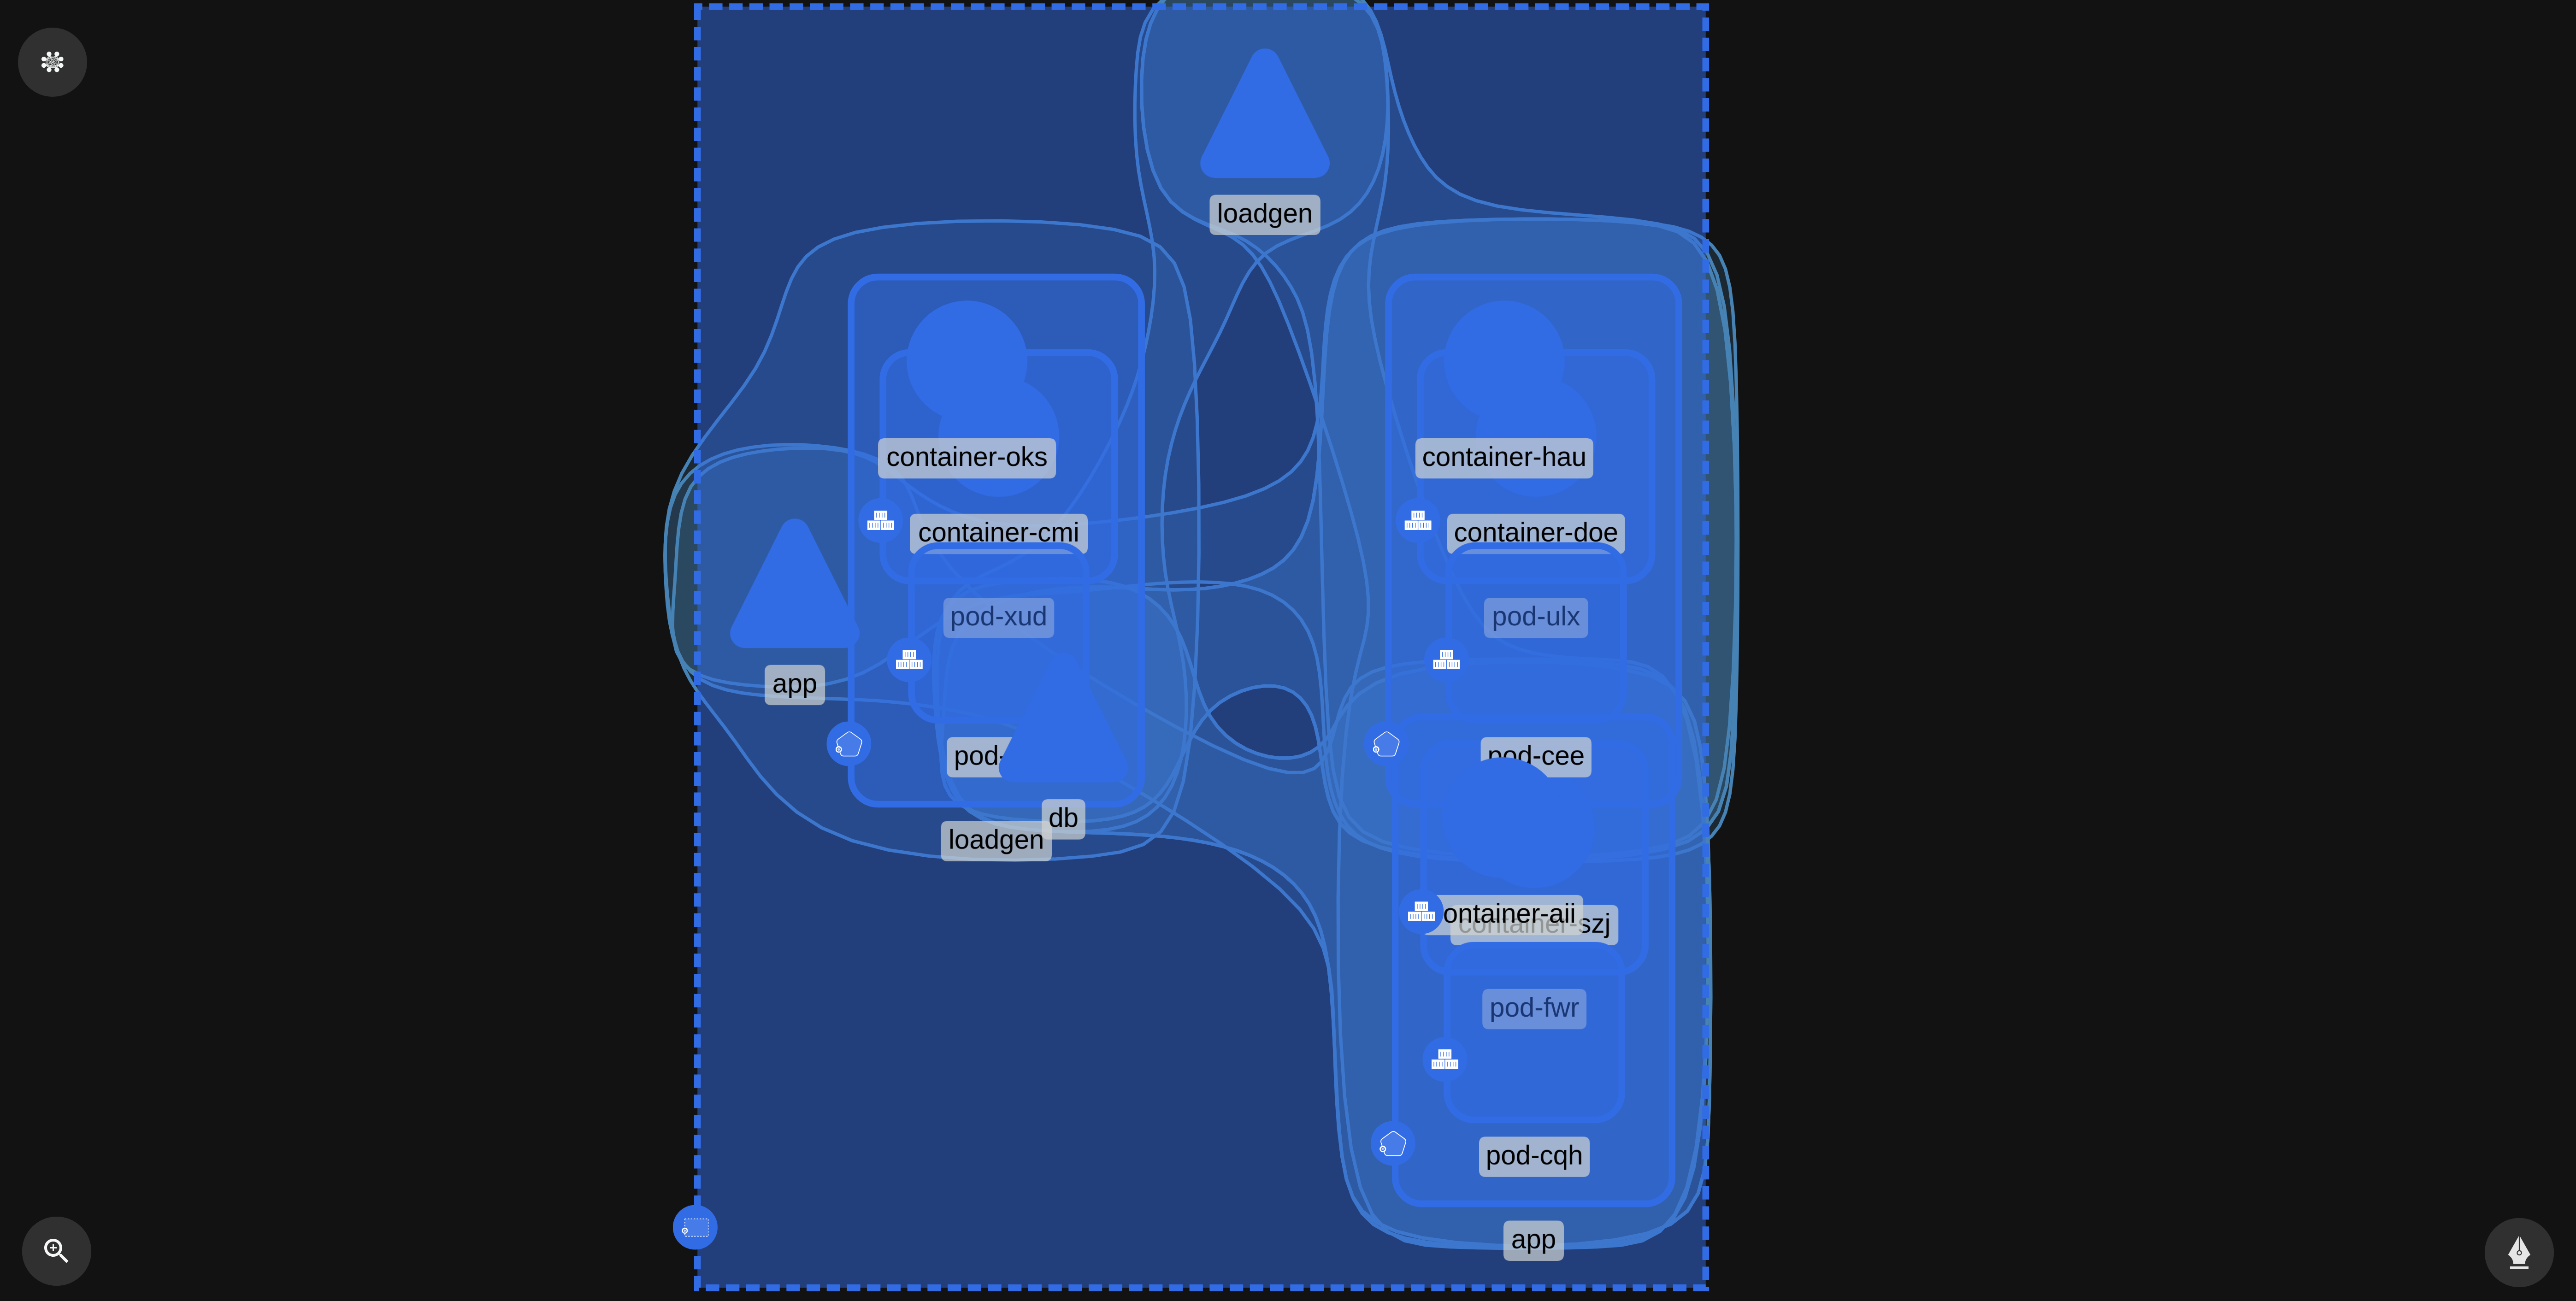 loadgen
container-oks
container-hau
container-cmi
container-doe
pod-xud
pod-ulx
app
pod-
pod-cee
db
loadgen
ontainer-aii
container-szj
pod-fwr
pod-cqh
app